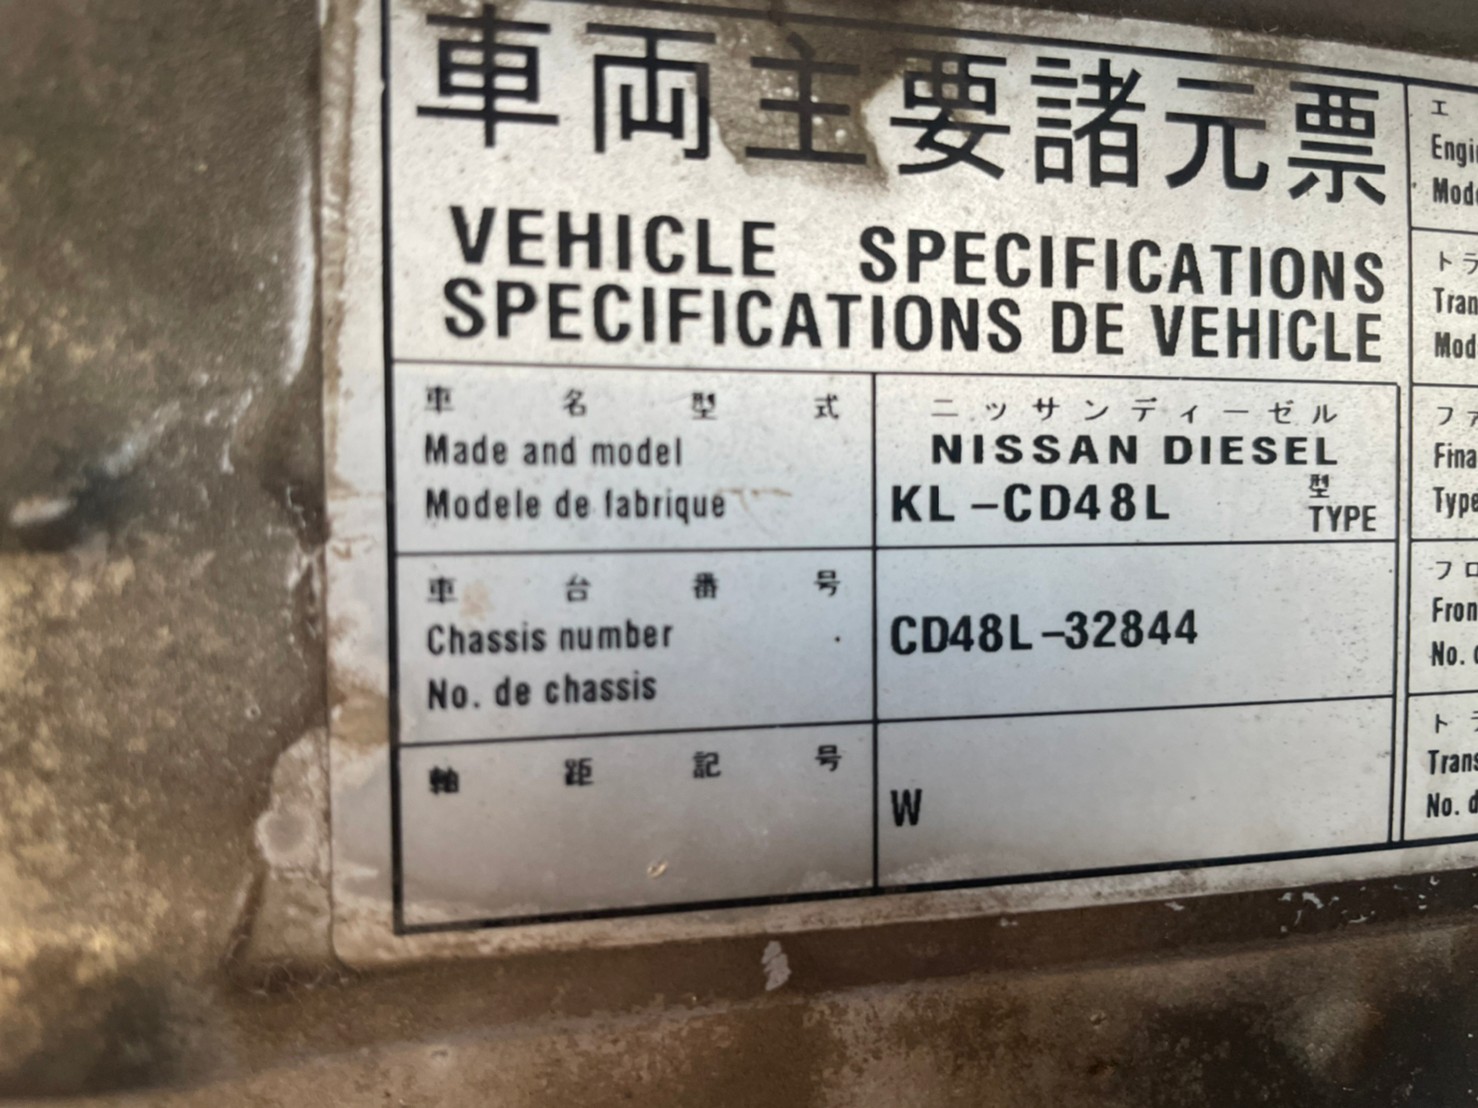 車両主要諸元票
VEHICLE SPECIFICATIONS
SPECIFICATIONS DE VEHICLE
車名型式
Made and model
Modele de fabrique
ニッサンディーゼル
NISSAN DIESEL
KL-CD48L
型
TYPE
車台番号
Chassis number
No. de chassis
CD48L-32844
軸距記号
W
エ
Engi
Mod
トラ
Tran
Mod
ファ
Fina
Type
フロ
Fron
No.
ト
Trans
No. d